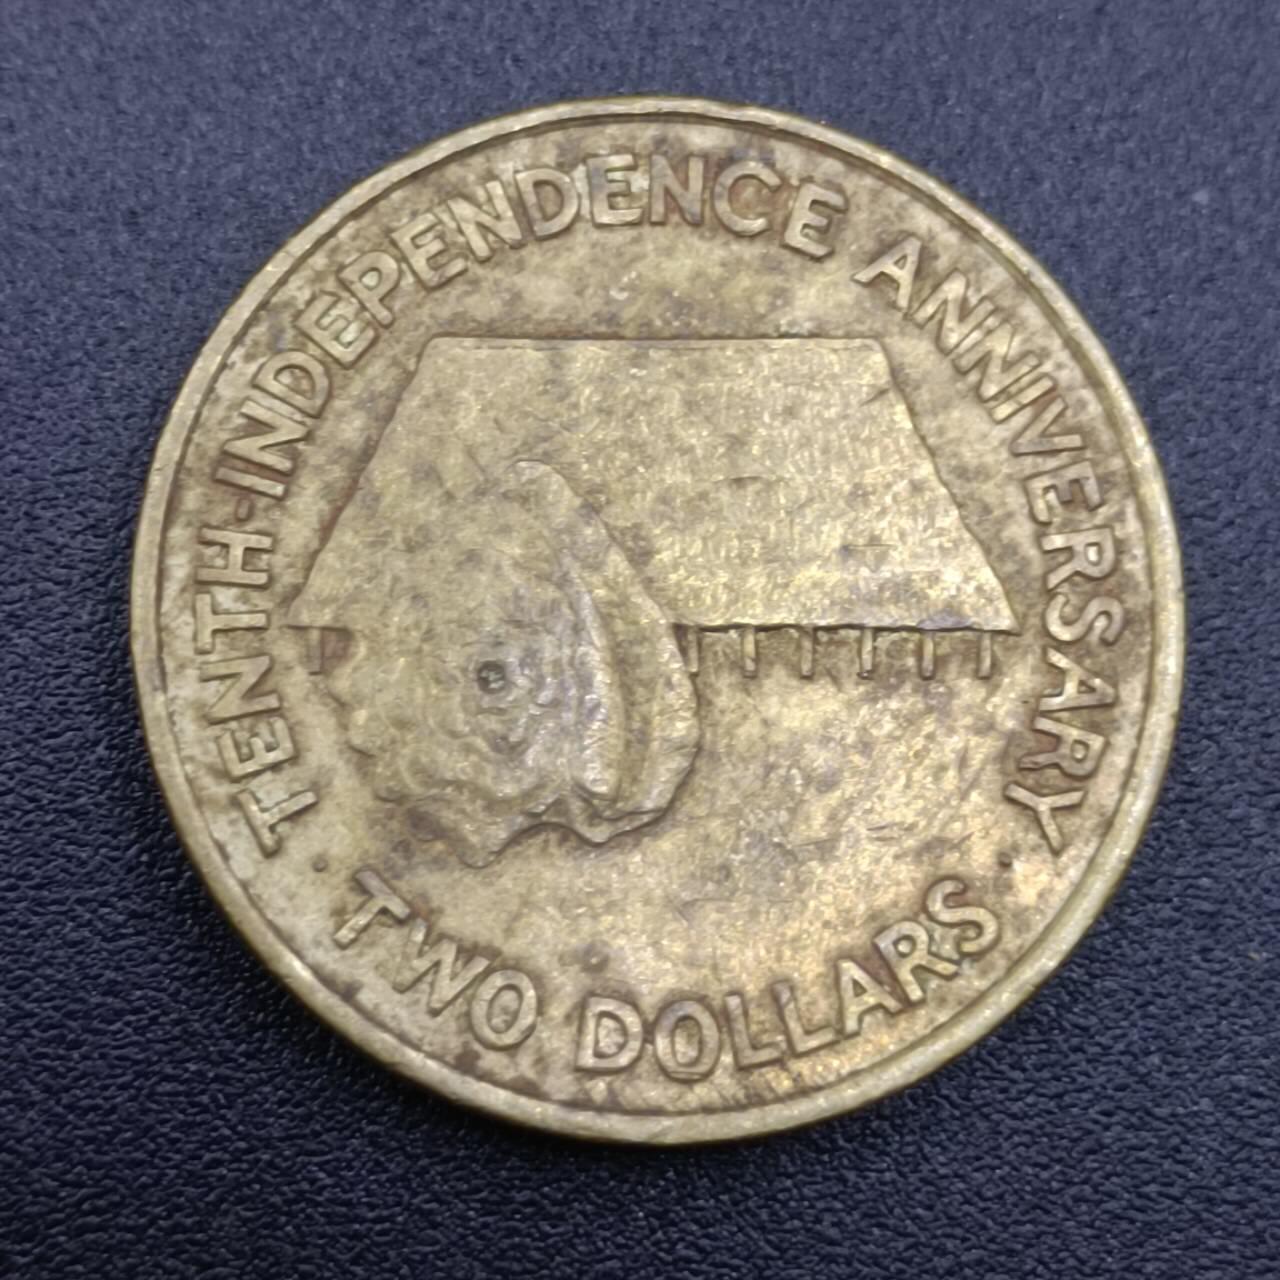 TENTH·INDEPENDENCE ANNIVERSARY
· TWO DOLLARS ·